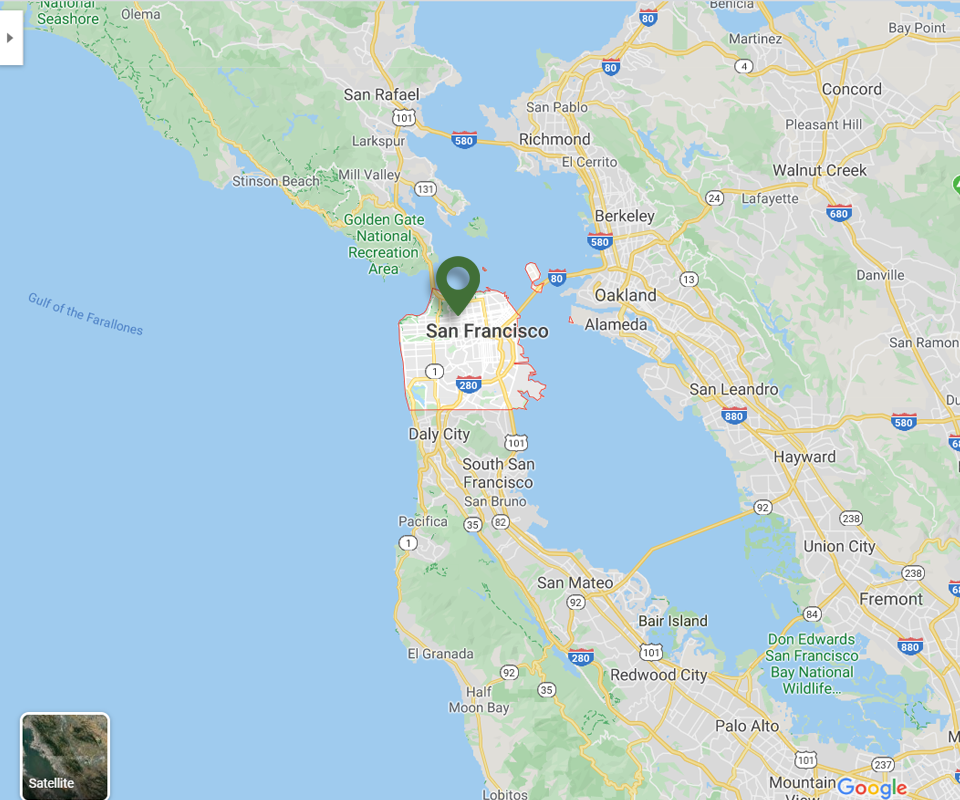 National
Seashore
Olema
80
Benicia
Martinez
Bay Point
4
80
Concord
San Rafael
San Pablo
101
Pleasant Hill
Larkspur
580
Richmond
El Cerrito
Walnut Creek
Stinson Beach
Mill Valley
131
24
Lafayette
680
Golden Gate
National
Recreation
Area
Berkeley
580
80
13
Danville
Gulf of the Farallones
Oakland
San Francisco
Alameda
San Ramon
1
280
San Leandro
880
580
Du
Daly City
101
Hayward
South San
Francisco
San Bruno
92
Pacifica
35
82
238
1
Union City
San Mateo
238
92
Fremont
84
Bair Island
El Granada
101
Don Edwards
San Francisco
Bay National
Wildlife...
880
280
92
35
Redwood City
Half
Moon Bay
Palo Alto
101
237
Satellite
Mountain
View
Google
Lobitos